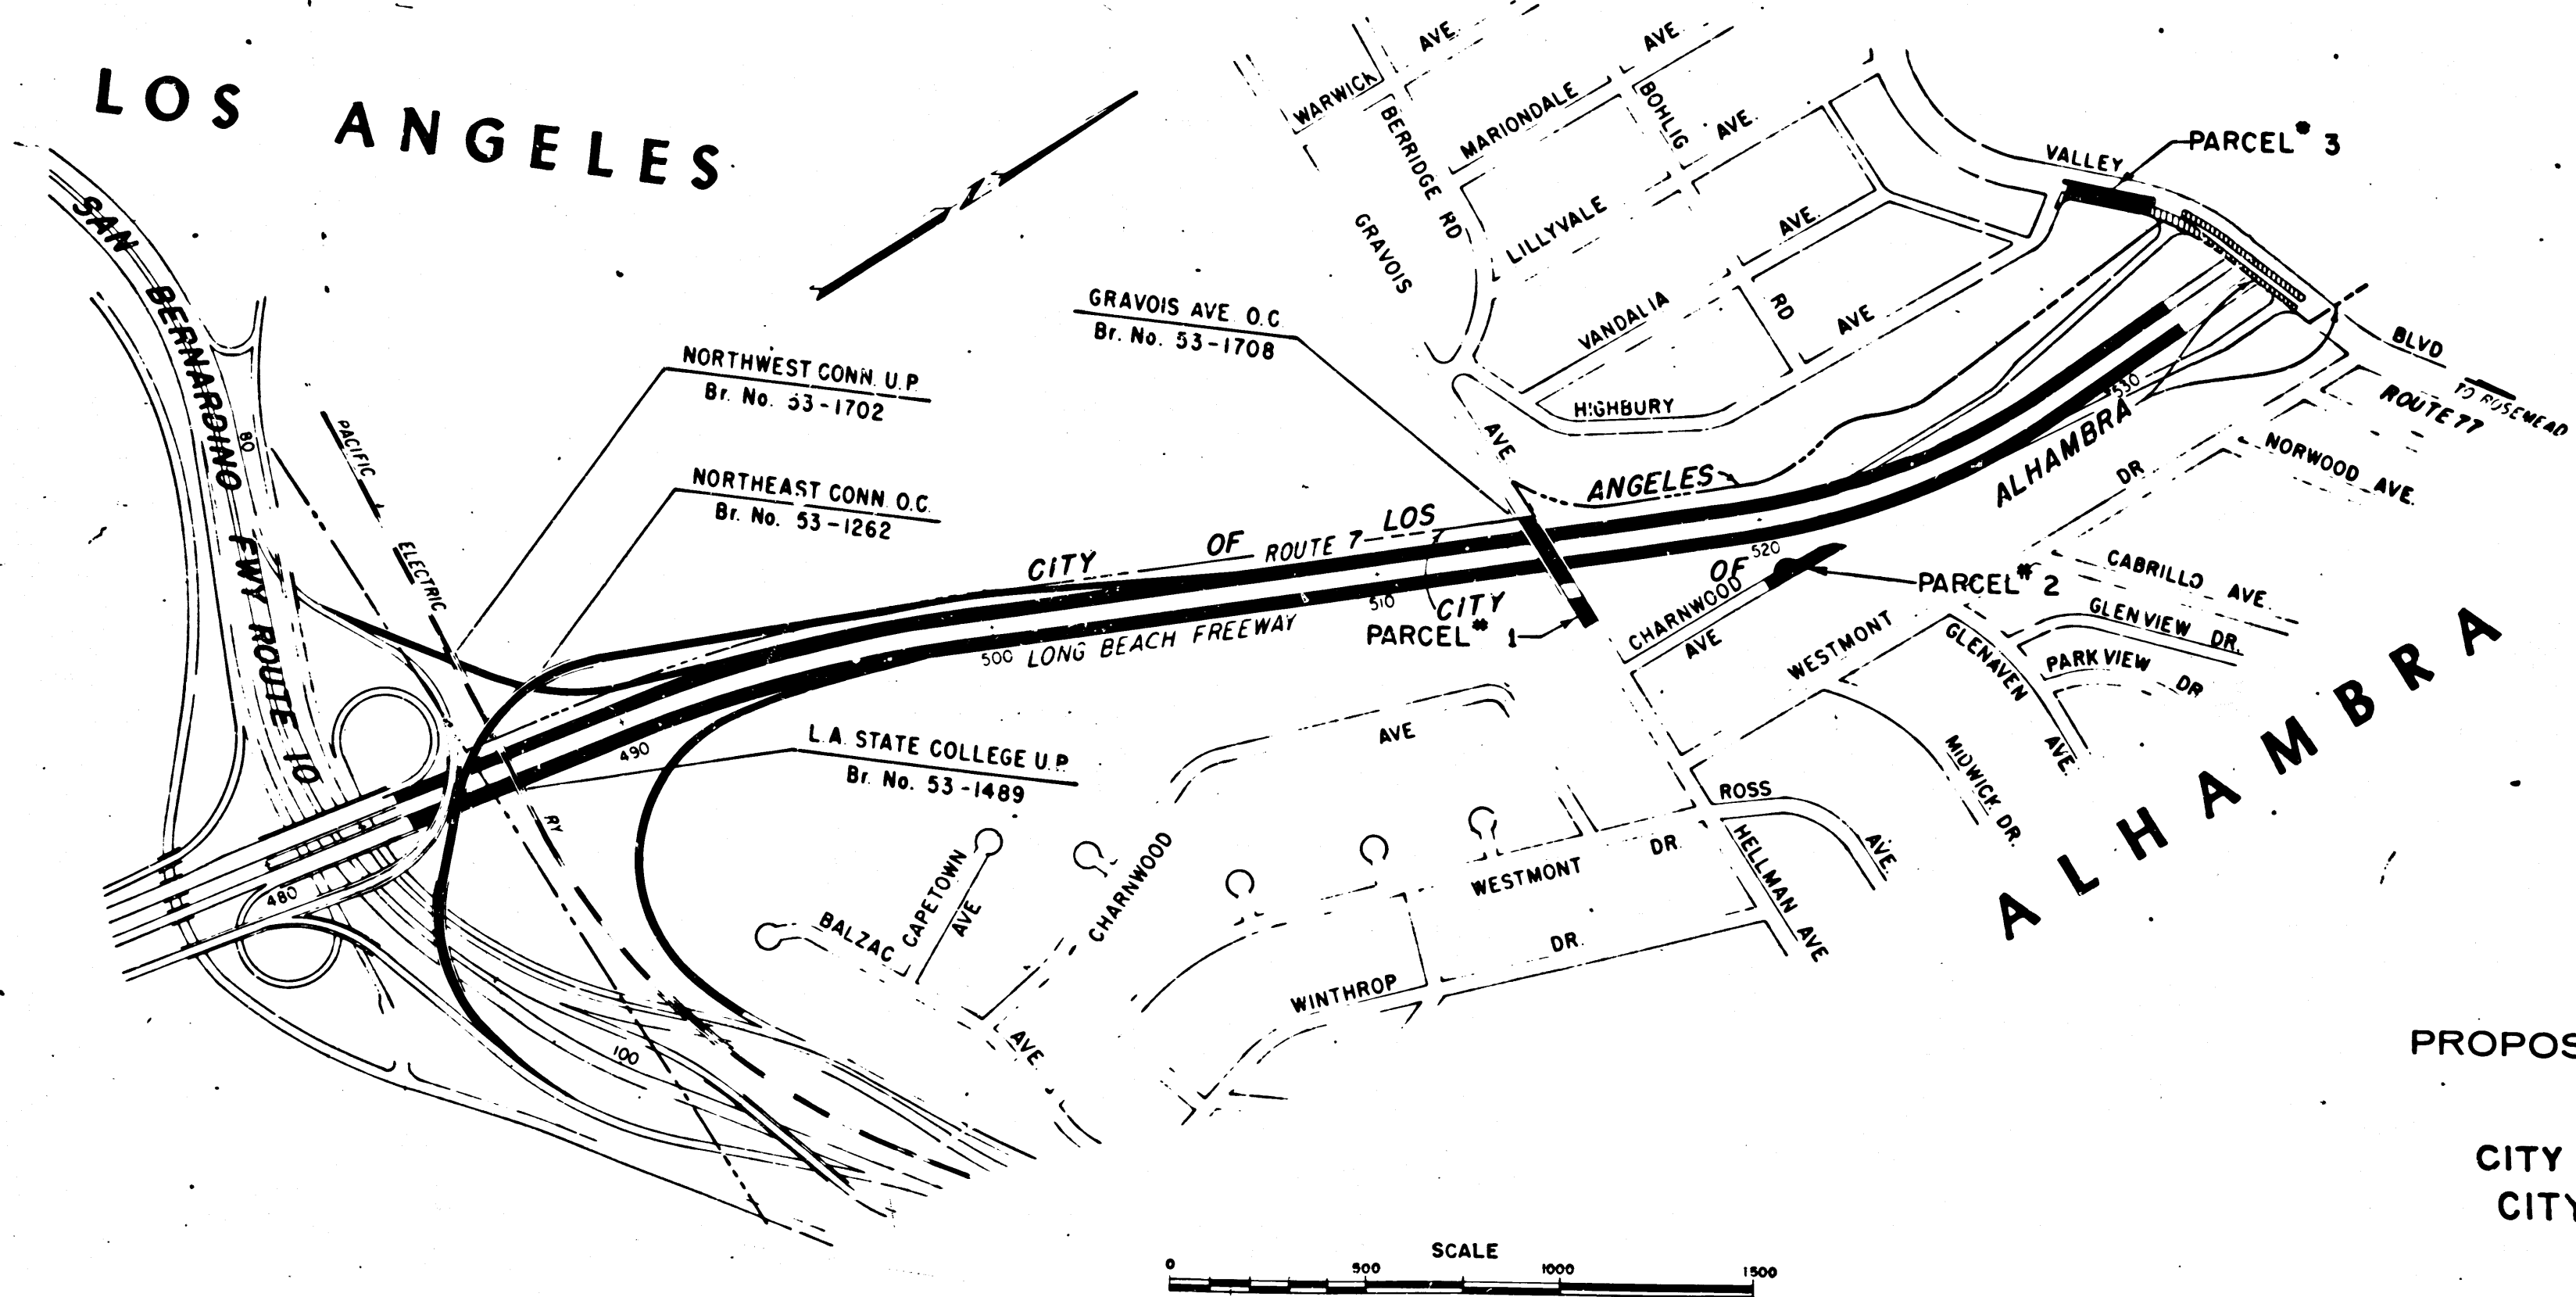 LOS ANGELES
SAN BERNARDINO FWY ROUTE 10
80
PACIFIC
ELECTRIC
RY
N
NORTHWEST CONN. U.P.
Br. No. 53-1702
NORTHEAST CONN. O.C.
Br. No. 53-1262
GRAVOIS AVE. O.C.
Br. No. 53-1708
L.A. STATE COLLEGE U.P.
Br. No. 53-1489
WARWICK
AVE.
AVE.
BERRIDGE RD
MARIONDALE
BOHLIG
AVE.
GRAVOIS
AVE
LILLYVALE
AVE.
VANDALIA
RD
AVE
HIGHBURY
VALLEY
BLVD
PARCEL # 3
TO ROSEMEAD
ROUTE 77
NORWOOD AVE.
CITY OF LOS ANGELES
ROUTE 7
CITY OF ALHAMBRA
LONG BEACH FREEWAY
480
490
500
510
520
530
100
PARCEL # 1
PARCEL # 2
CHARNWOOD
AVE
WESTMONT
DR
CABRILLO AVE.
GLENVIEW DR.
PARK VIEW DR
GLENAVEN
AVE.
MIDWICK DR.
ALHAMBRA
ROSS
AVE.
HELLMAN AVE
AVE
CHARNWOOD
CAPETOWN
AVE
BALZAC
AVE
WESTMONT
DR.
WINTHROP
DR.
PROPOS
CITY
CITY
SCALE
0 500 1000 1500